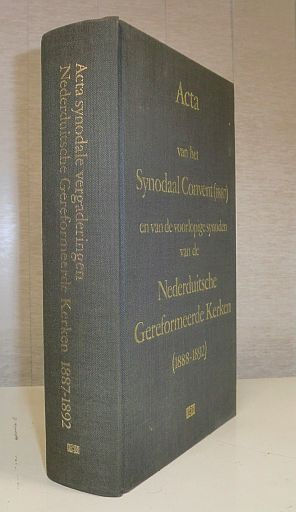 Acta synodale vergaderingen
Nederduitsche Gereformeerde Kerken 1887-1892
Acta
van het
Synodaal Convent (1887)
en van de voorlopige synoden
van de
Nederduitsche
Gereformeerde Kerken
(1888-1892)